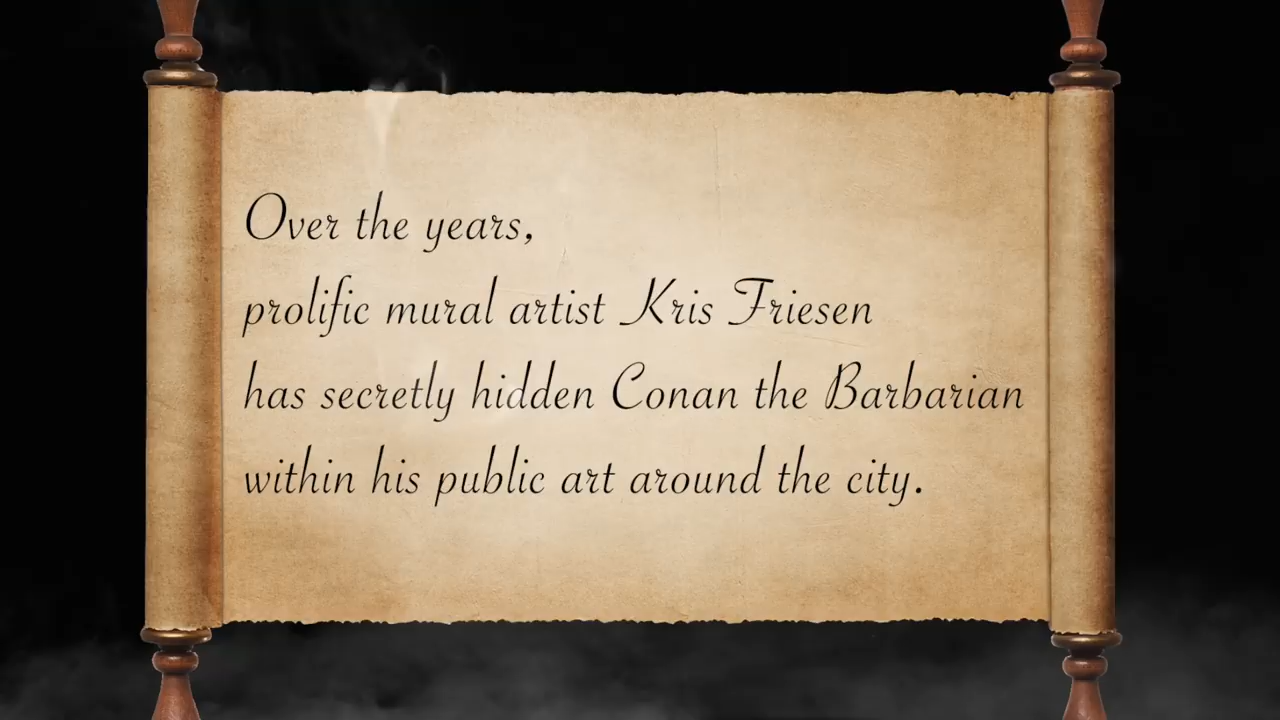 Over the years,
prolific mural artist Kris Friesen
has secretly hidden Conan the Barbarian
within his public art around the city.